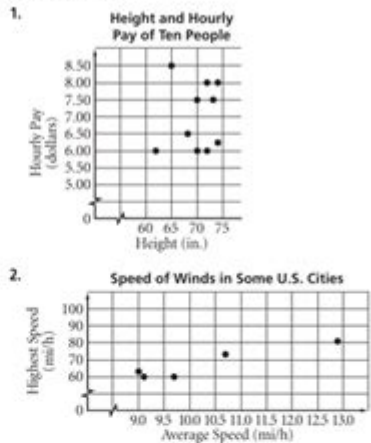 1.
Height and Hourly
Pay of Ten People
Hourly Pay
(dollars)
8.50
8.00
7.50
7.00
6.50
6.00
5.50
5.00
0
60 65 70 75
Height (in.)
2.
Speed of Winds in Some U.S. Cities
Highest Speed
(mi/h)
100
90
80
70
60
0
9.0 9.5 10.0 10.5 11.0 11.5 12.0 12.5 13.0
Average Speed (mi/h)